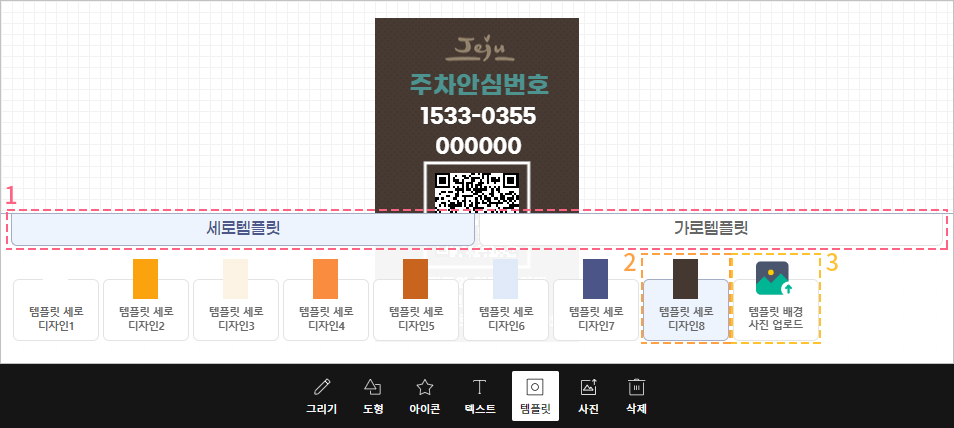 Jeju
주차안심번호
1533-0355
000000
1
세로템플릿
가로템플릿
2
3
템플릿 세로
디자인1
템플릿 세로
디자인2
템플릿 세로
디자인3
템플릿 세로
디자인4
템플릿 세로
디자인5
템플릿 세로
디자인6
템플릿 세로
디자인7
템플릿 세로
디자인8
템플릿 배경
사진 업로드
그리기
도형
아이콘
텍스트
템플릿
사진
삭제